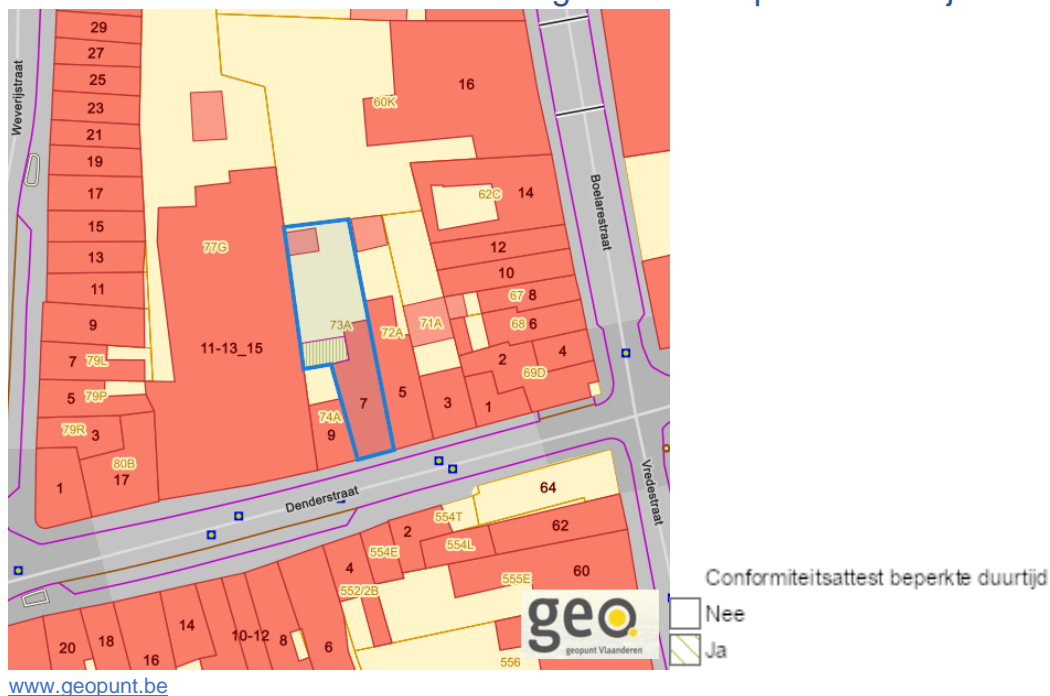 29
27
25
23
21
19
17
15
13
11
9
7 79L
5 79P
79R 3
80B
1 17
Weverijstraat
60K
16
62C 14
12
10
67 8
68 6
2 4
69D
Boelarestraat
77G
11-13_15
73A
72A
71A
74A
9
7
5
3
1
Denderstraat
Vredestraat
64
554T
62
2
554E
554L
4
552/2B
555E
60
556
20
18
16
14
10-12
8
6
geo.
geopunt Vlaanderen
Conformiteitsattest beperkte duurtijd
Nee
Ja
www.geopunt.be